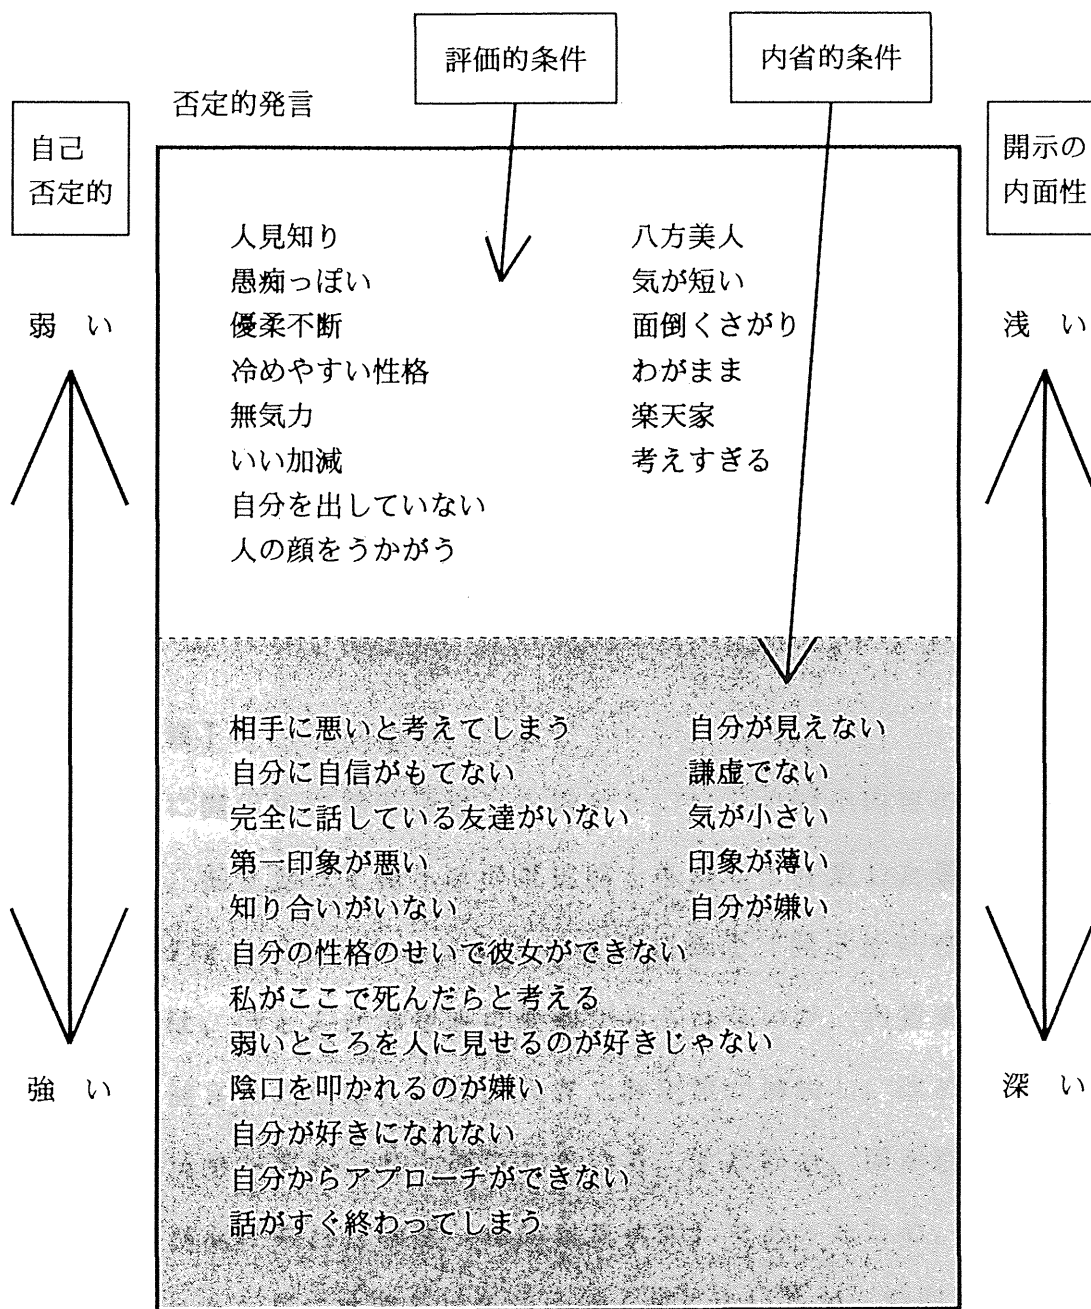 評価的条件
内省的条件
否定的発言
自己
否定的
開示の
内面性
弱 い
浅 い
人見知り
愚痴っぽい
優柔不断
冷めやすい性格
無気力
いい加減
自分を出していない
人の顔をうかがう
八方美人
気が短い
面倒くさがり
わがまま
楽天家
考えすぎる
相手に悪いと考えてしまう
自分に自信がもてない
完全に話している友達がいない
第一印象が悪い
知り合いがいない
自分の性格のせいで彼女ができない
私がここで死んだらと考える
弱いところを人に見せるのが好きじゃない
陰口を叩かれるのが嫌い
自分が好きになれない
自分からアプローチができない
話がすぐ終わってしまう
自分が見えない
謙虚でない
気が小さい
印象が薄い
自分が嫌い
強 い
深 い